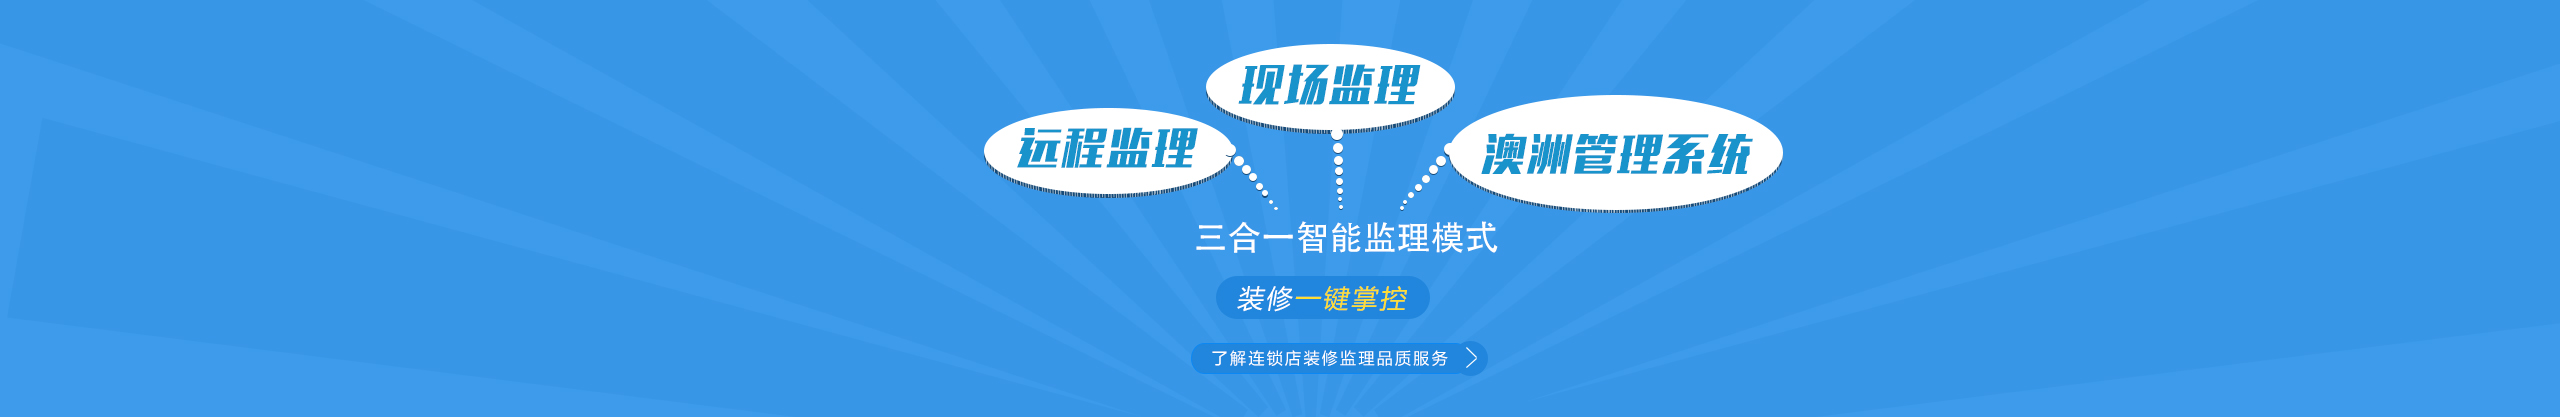 现场监理
远程监理
澳洲管理系统
三合一智能监理模式
装修一键掌控
了解连锁店装修监理品质服务